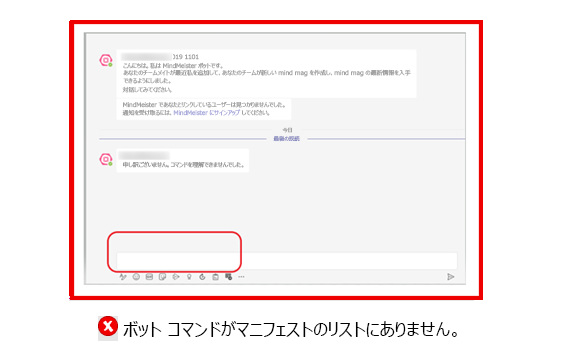 019 1101
こんにちは。私は MindMeister ボットです。
あなたのチームメイトが最近私を追加して、あなたのチームが新しい mind mag を作成し、mind mag の最新情報を入手
できるようにしました。
対話してみてください。
MindMeister であなたとリンクしているユーザーは見つかりませんでした。
通知を受け取るには、MindMeister にサインアップしてください。
今日
最後の既読
申し訳ございません。コマンドを理解できませんでした。
ボット コマンドがマニフェストのリストにありません。